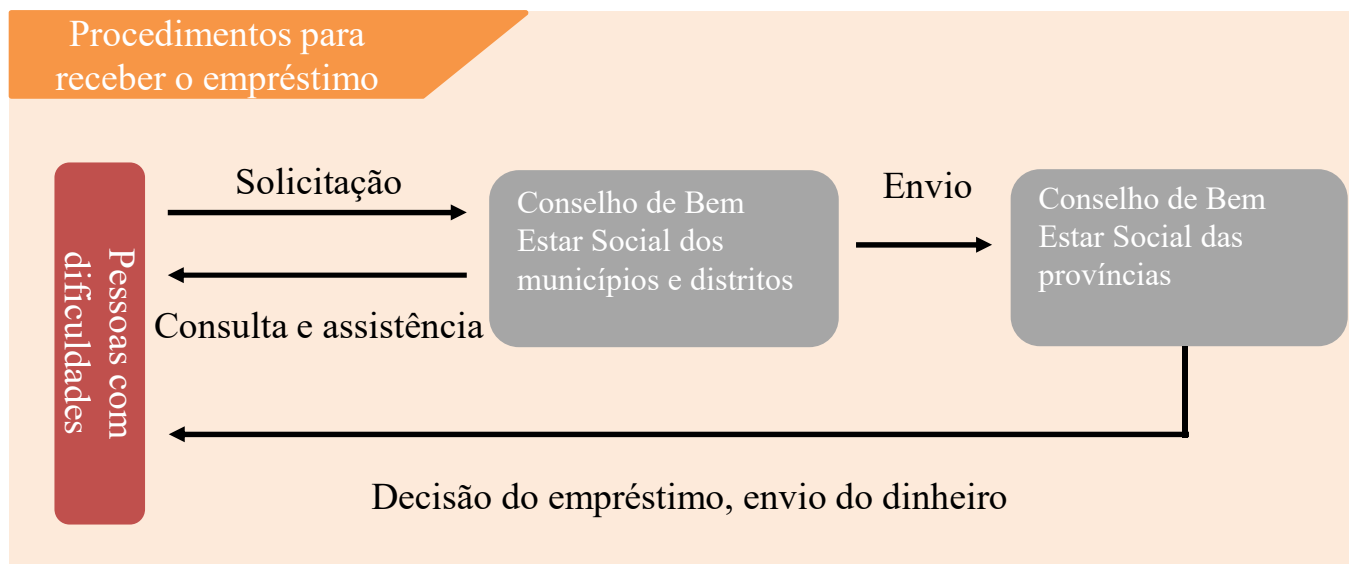 Procedimentos para
receber o empréstimo
Solicitação
Envio
Conselho de Bem
Estar Social dos
municípios e distritos
Conselho de Bem
Estar Social das
províncias
Pessoas com
dificuldades
Consulta e assistência
Decisão do empréstimo, envio do dinheiro